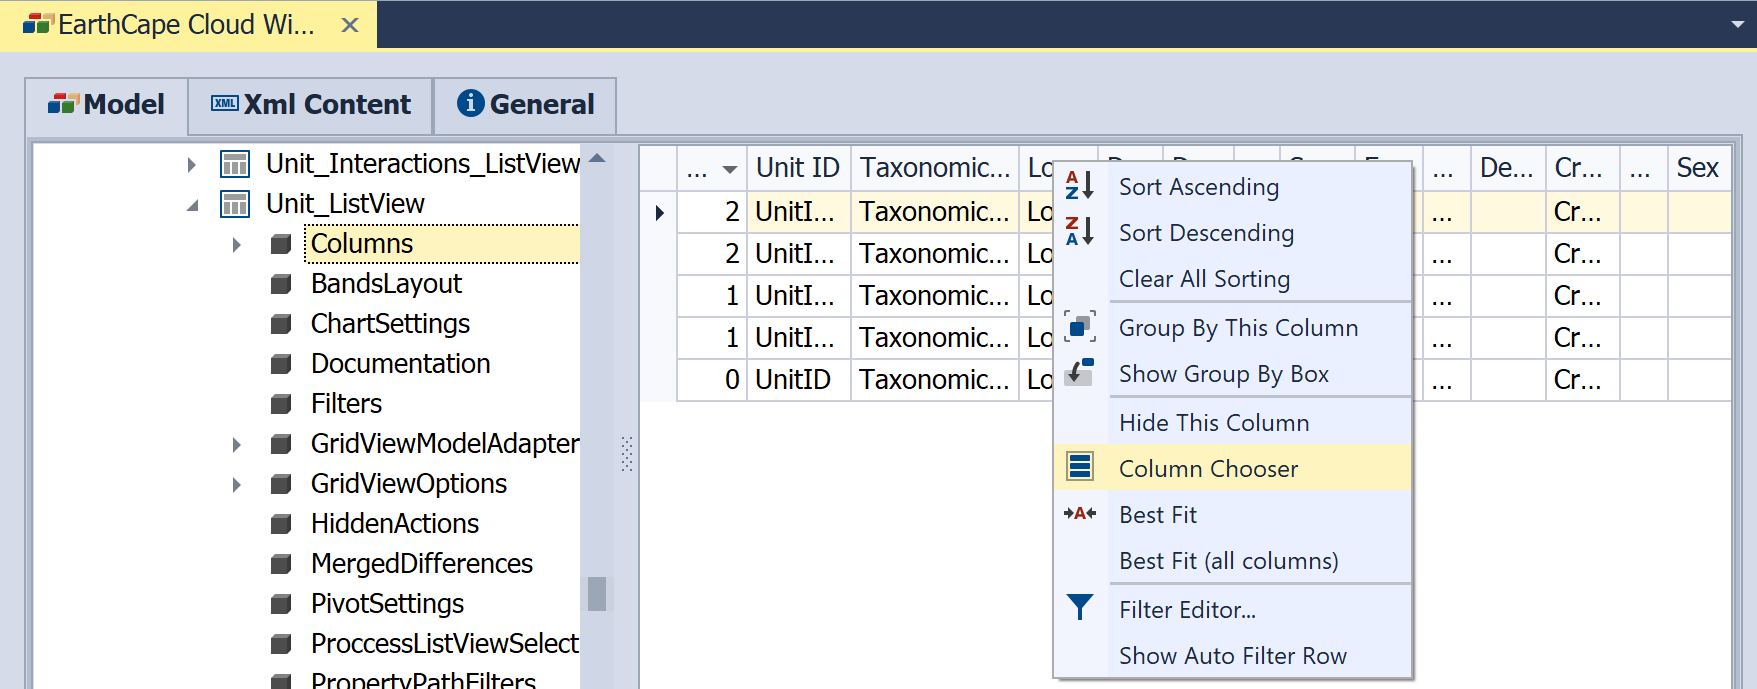 EarthCape Cloud Wi...
Model
Xml Content
General
Unit_Interactions_ListView
Unit_ListView
Columns
BandsLayout
ChartSettings
Documentation
Filters
GridViewModelAdapter
GridViewOptions
HiddenActions
MergedDifferences
PivotSettings
ProccessListViewSelect
PropertyPathFilters
... Unit ID Taxonomic... Lo ... De... Cr... ... Sex
2 UnitI... Taxonomic... Lo ... Cr...
2 UnitI... Taxonomic... Lo ... Cr...
1 UnitI... Taxonomic... Lo ... Cr...
1 UnitI... Taxonomic... Lo ... Cr...
0 UnitID Taxonomic... Lo ... Cr...
Sort Ascending
Sort Descending
Clear All Sorting
Group By This Column
Show Group By Box
Hide This Column
Column Chooser
Best Fit
Best Fit (all columns)
Filter Editor...
Show Auto Filter Row